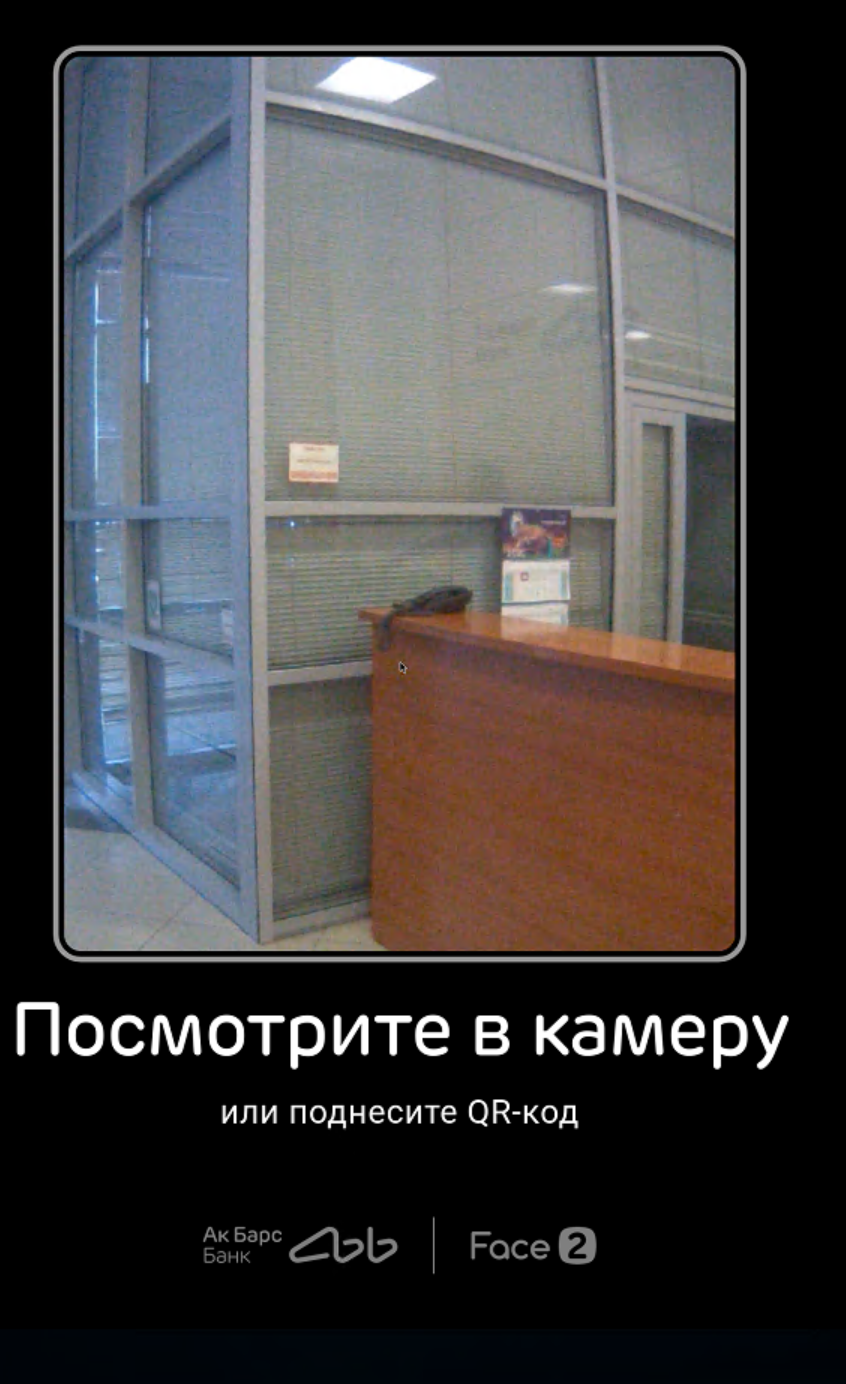 Посмотрите в камеру
или поднесите QR-код
Ак Барс
Банк
Face 2